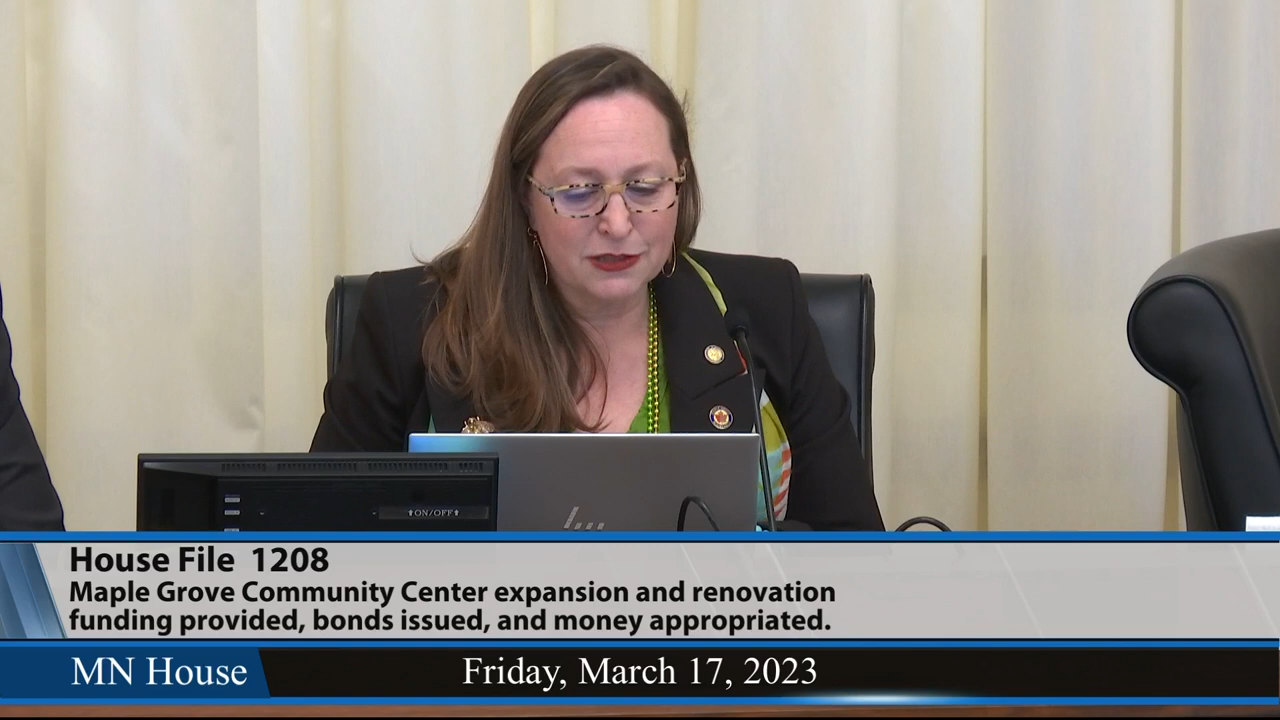 ↑ON/OFF↑
hp
House File 1208
Maple Grove Community Center expansion and renovation
funding provided, bonds issued, and money appropriated.
MN House
Friday, March 17, 2023